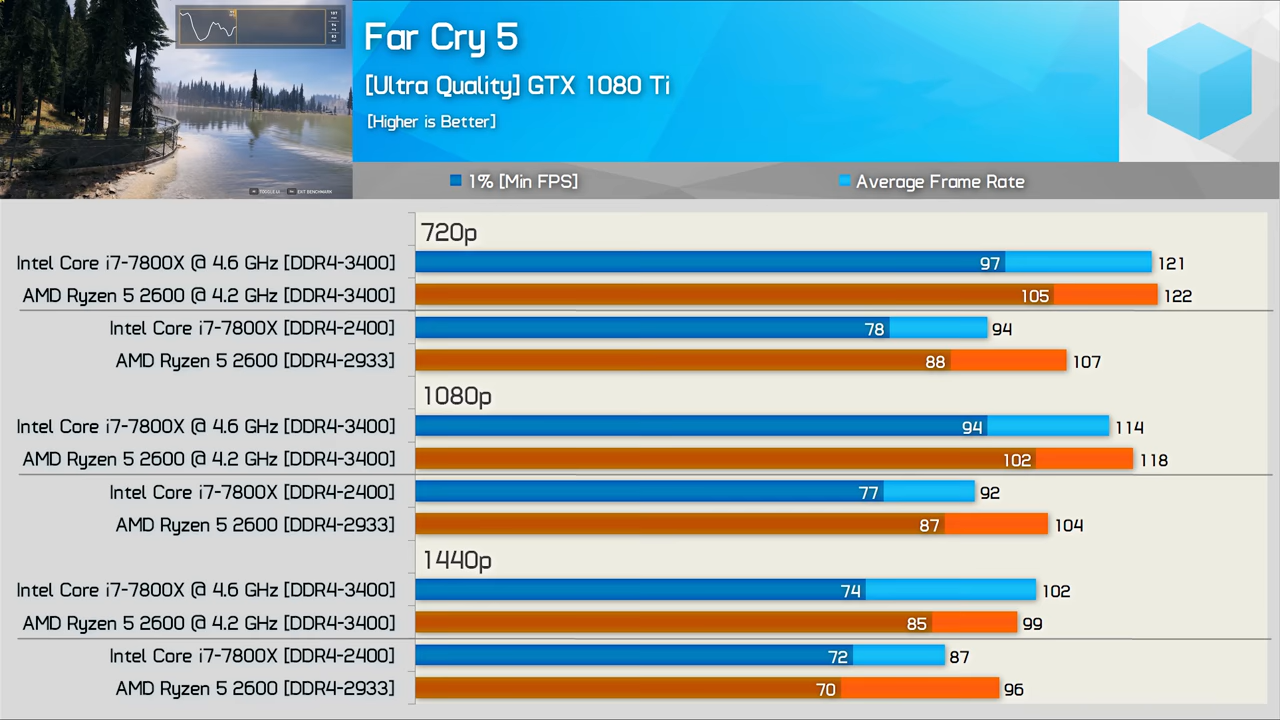 Far Cry 5
[Ultra Quality] GTX 1080 Ti
[Higher is Better]
1% [Min FPS]
Average Frame Rate
720p
Intel Core i7-7800X @ 4.6 GHz [DDR4-3400] 97 121
AMD Ryzen 5 2600 @ 4.2 GHz [DDR4-3400] 105 122
Intel Core i7-7800X [DDR4-2400] 78 94
AMD Ryzen 5 2600 [DDR4-2933] 88 107
1080p
Intel Core i7-7800X @ 4.6 GHz [DDR4-3400] 94 114
AMD Ryzen 5 2600 @ 4.2 GHz [DDR4-3400] 102 118
Intel Core i7-7800X [DDR4-2400] 77 92
AMD Ryzen 5 2600 [DDR4-2933] 87 104
1440p
Intel Core i7-7800X @ 4.6 GHz [DDR4-3400] 74 102
AMD Ryzen 5 2600 @ 4.2 GHz [DDR4-3400] 85 99
Intel Core i7-7800X [DDR4-2400] 72 87
AMD Ryzen 5 2600 [DDR4-2933] 70 96